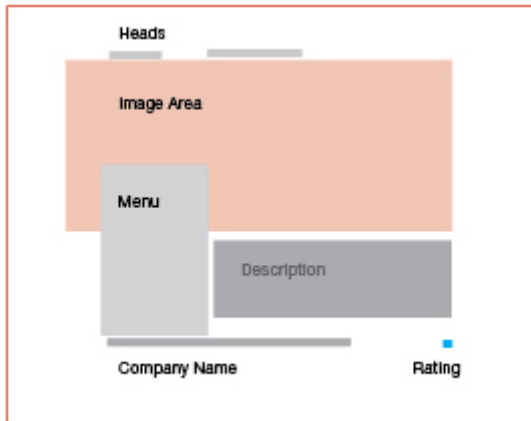 Heads
Image Area
Menu
Description
Company Name
Rating